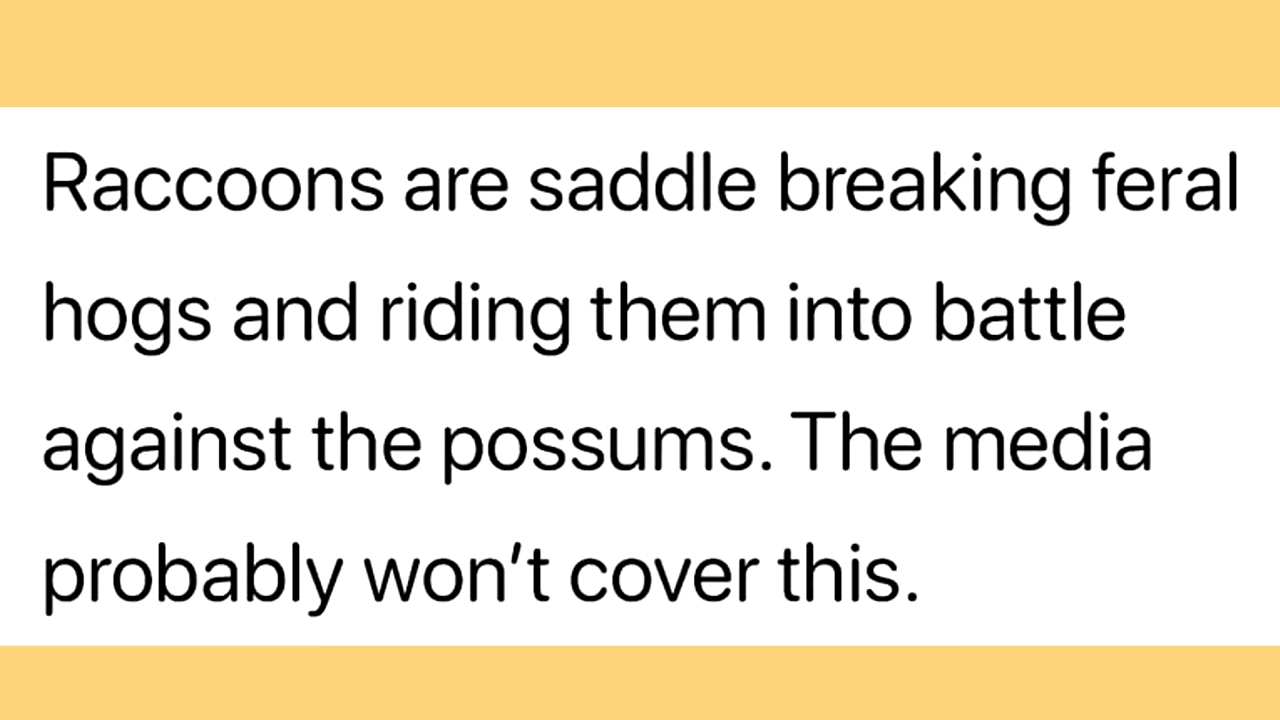 Raccoons are saddle breaking feral
hogs and riding them into battle
against the possums. The media
probably won’t cover this.